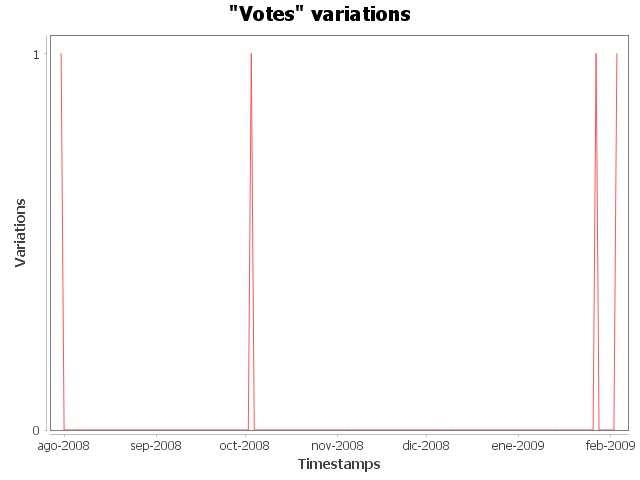 "Votes" variations
1
Variations
0
ago-2008 sep-2008 oct-2008 nov-2008 dic-2008 ene-2009 feb-2009
Timestamps